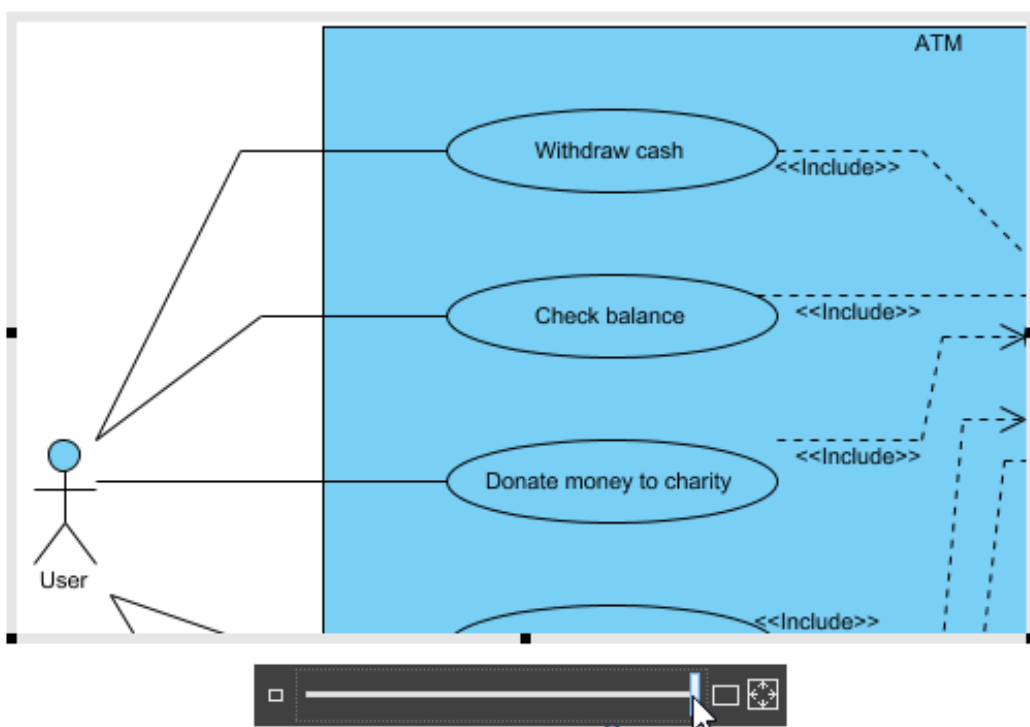 ATM
Withdraw cash
<<Include>>
Check balance
<<Include>>
Donate money to charity
<<Include>>
User
<<Include>>